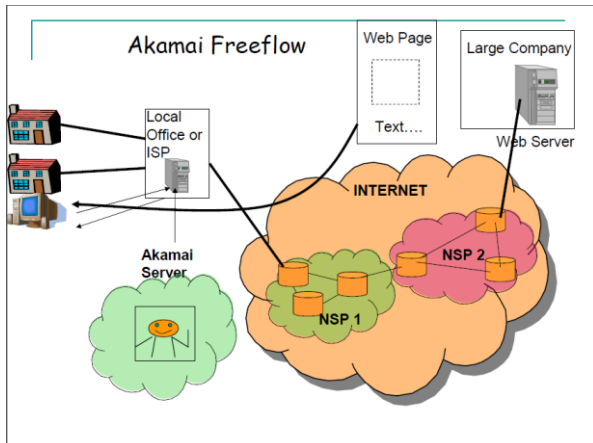 Akamai Freeflow
Web Page
Text....
Large Company
Web Server
Local
Office or
ISP
INTERNET
NSP 2
NSP 1
Akamai
Server